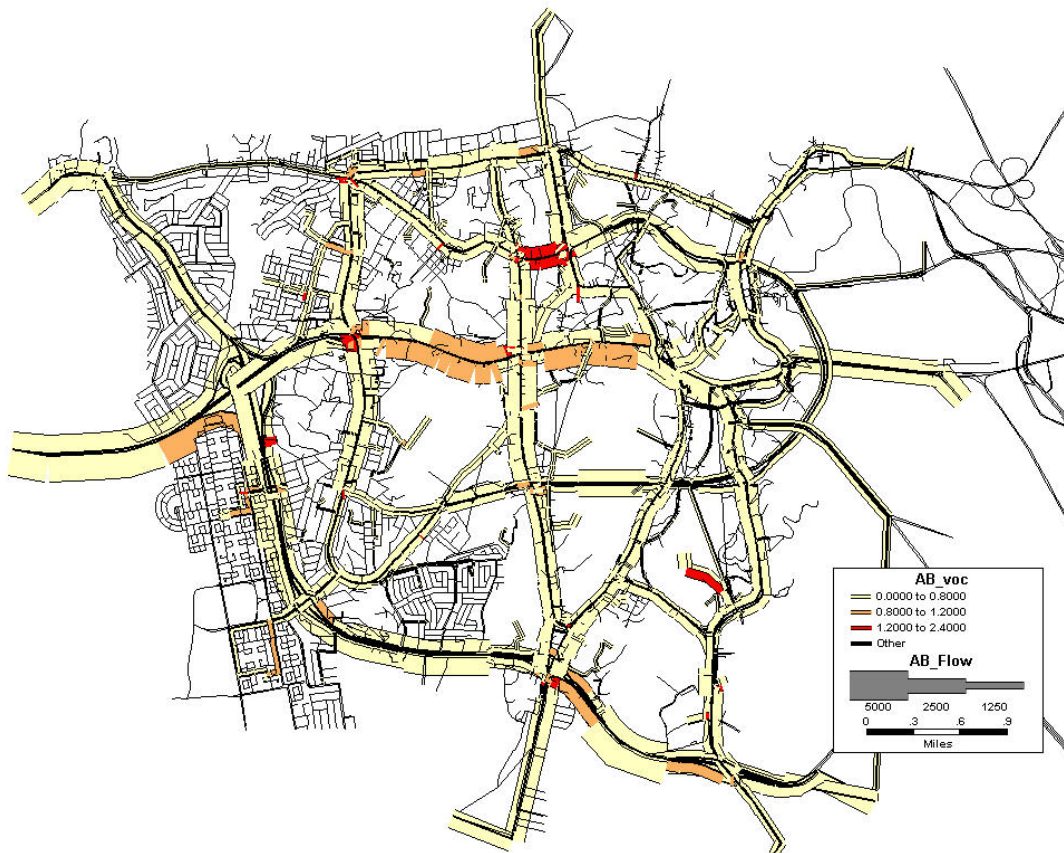 AB_voc
0.0000 to 0.8000
0.8000 to 1.2000
1.2000 to 2.4000
Other
AB_Flow
5000 2500 1250
0 .3 .6 .9
Miles